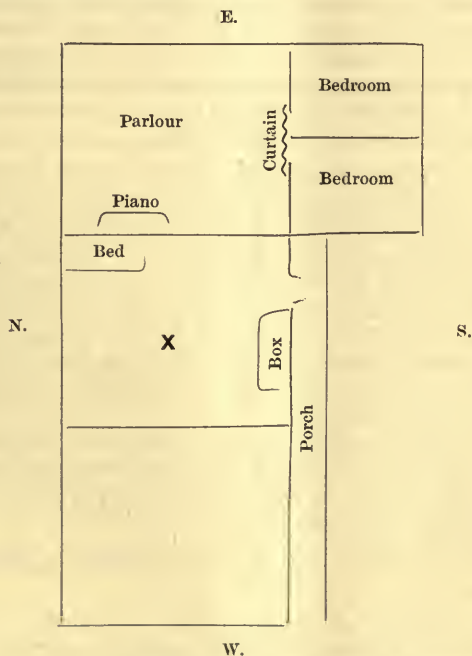 E.
Bedroom
Parlour
Curtain
Bedroom
Piano
Bed
N.
X
Box
S.
Porch
W.